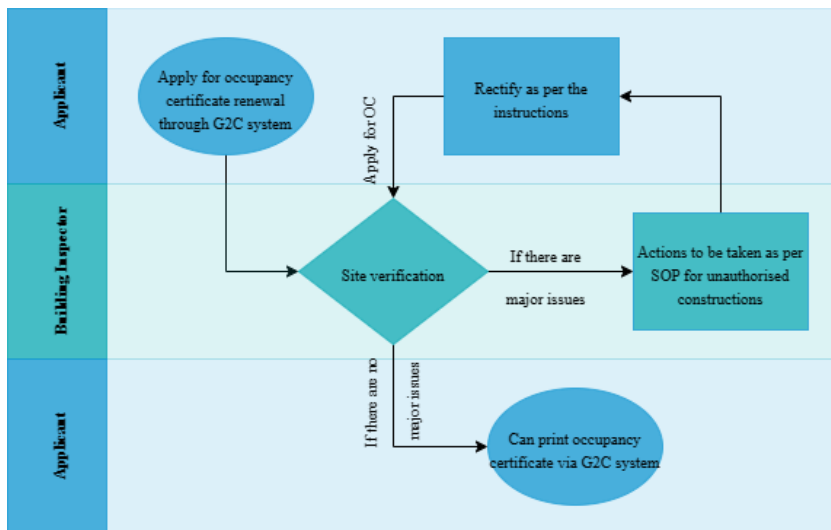 Applicant
Apply for occupancy
certificate renewal
through G2C system
Rectify as per the
instructions
Apply for OC
Building Inspector
Site verification
If there are
major issues
Actions to be taken as per
SOP for unauthorised
constructions
If there are no
major issues
Applicant
Can print occupancy
certificate via G2C system